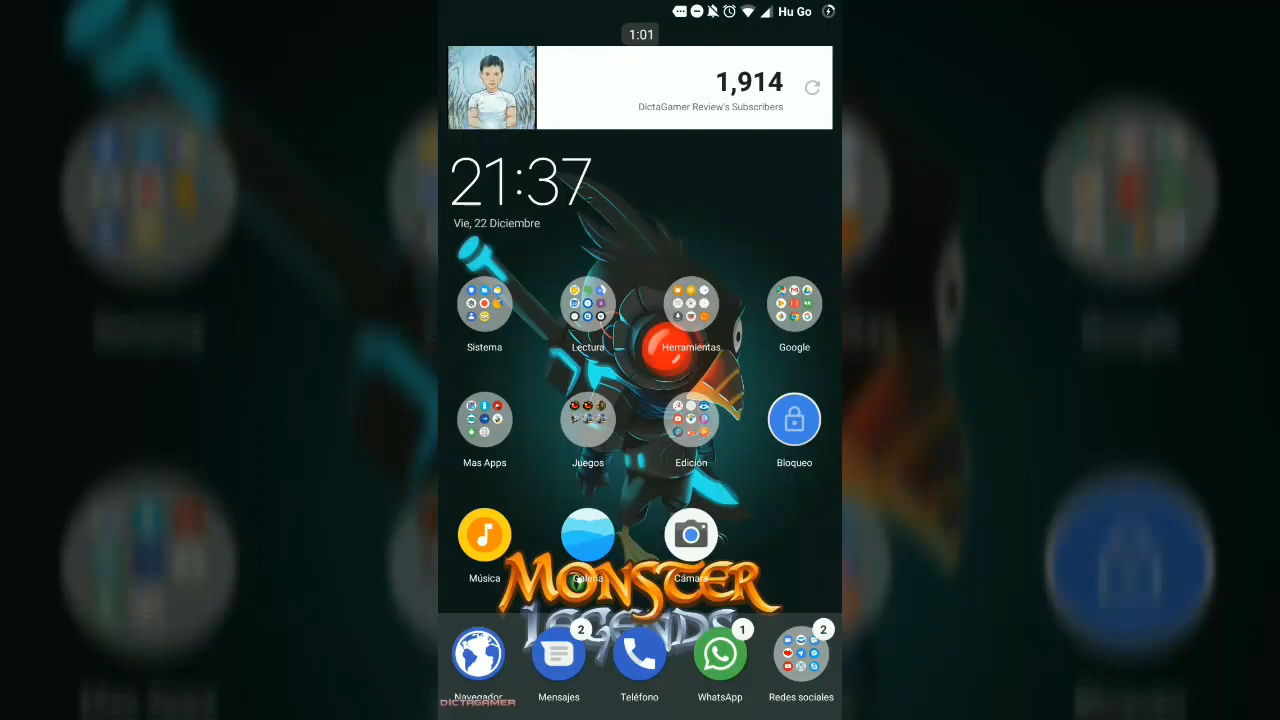 Hu Go
1:01
1,914
DictaGamer Review's Subscribers
21:37
Vie, 22 Diciembre
Sistema
Lectura
Herramientas
Google
Mas Apps
Juegos
Edición
Bloqueo
Música
Galería
Cámara
MONSTER
LEGENDS
2
1
2
Navegador
Mensajes
Teléfono
WhatsApp
Redes sociales
DICTAGAMER